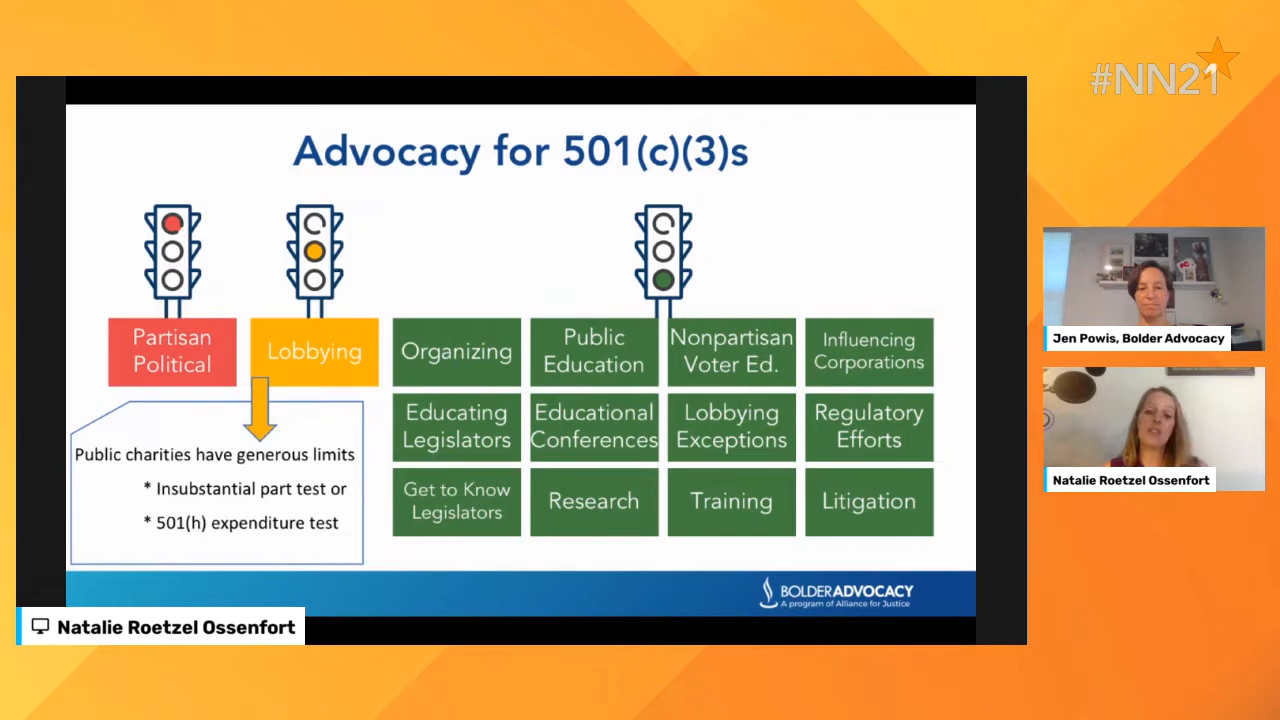 #NN21
Advocacy for 501(c)(3)s
Partisan
Political
Lobbying
Organizing
Public
Education
Nonpartisan
Voter Ed.
Influencing
Corporations
Educating
Legislators
Educational
Conferences
Lobbying
Exceptions
Regulatory
Efforts
Get to Know
Legislators
Research
Training
Litigation
Public charities have generous limits
* Insubstantial part test or
* 501(h) expenditure test
BOLDERADVOCACY
A program of Alliance for Justice
Natalie Roetzel Ossenfort
Jen Powis, Bolder Advocacy
Natalie Roetzel Ossenfort